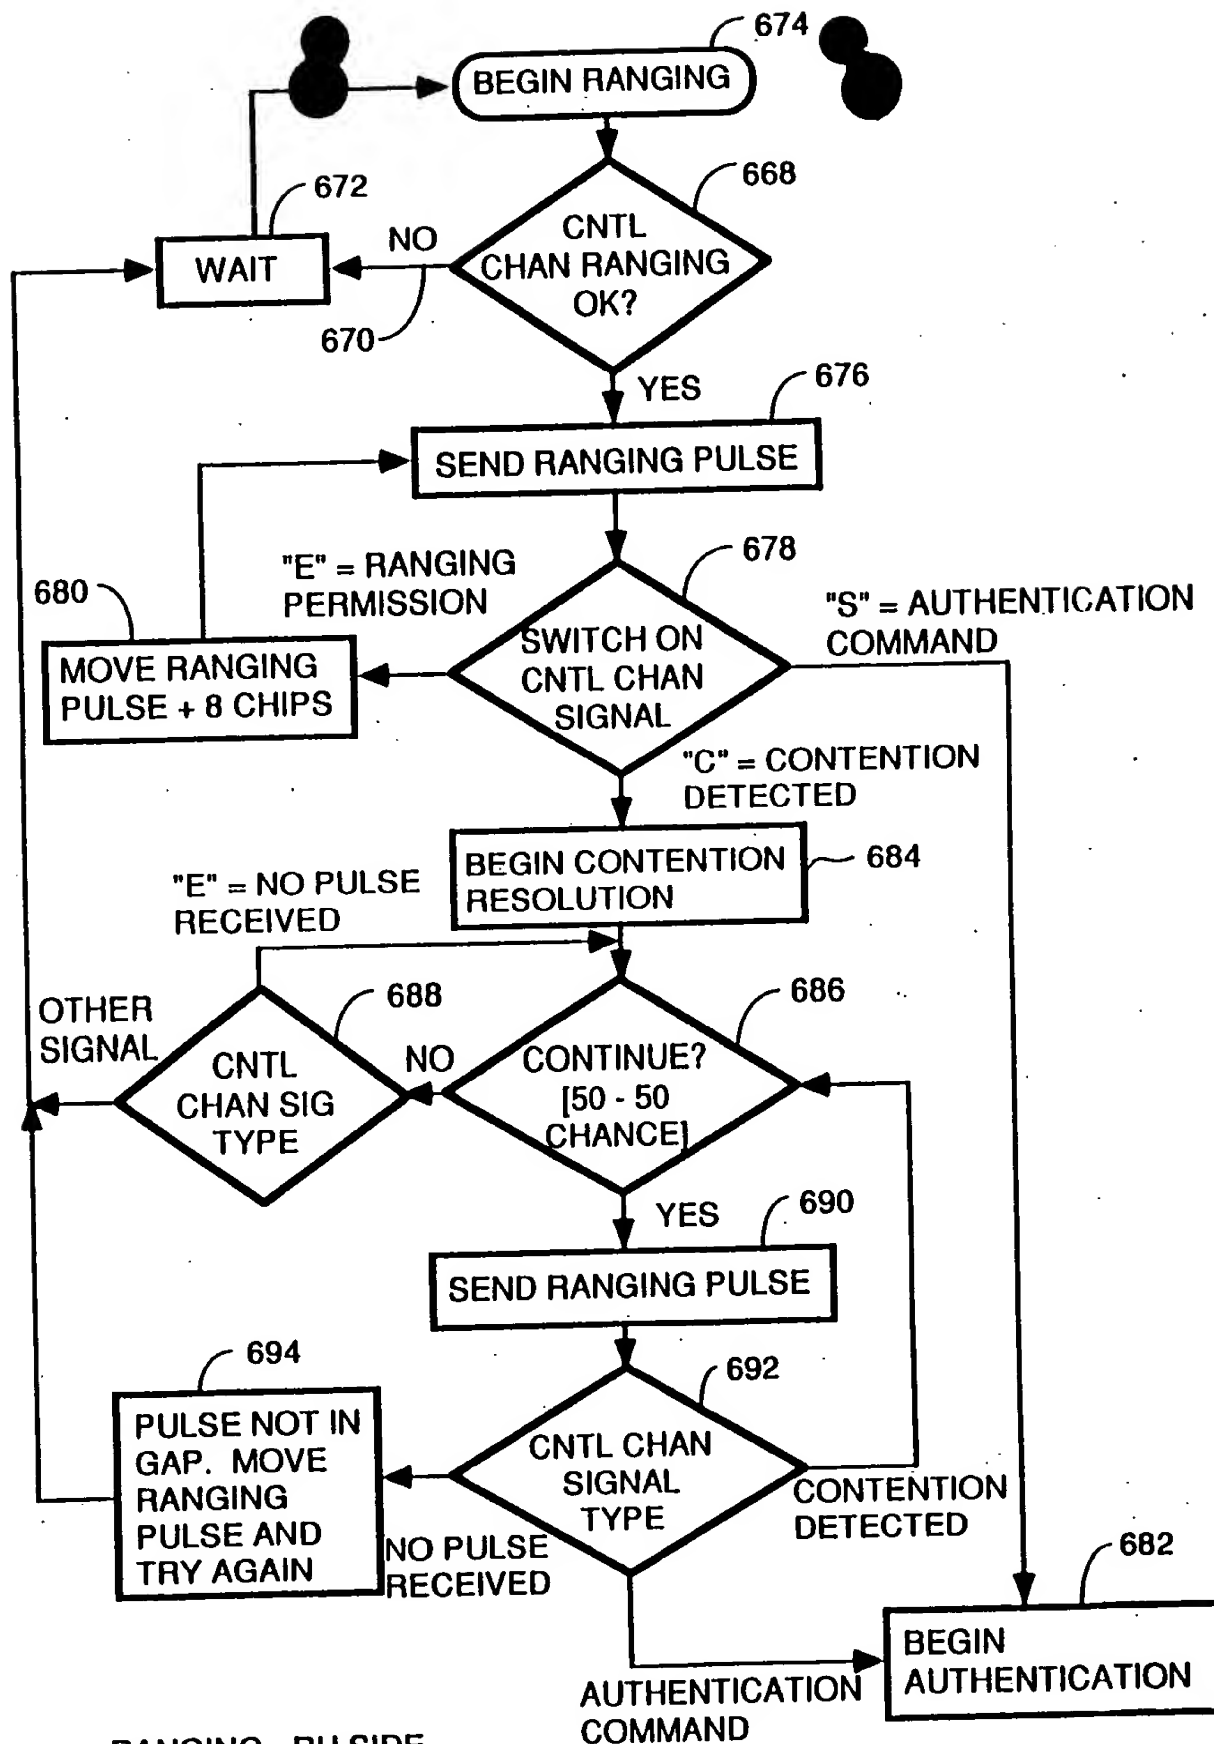 674
BEGIN RANGING
668
672
CNTL
CHAN RANGING
OK?
NO
WAIT
670
YES
676
SEND RANGING PULSE
678
"E" = RANGING
PERMISSION
680
"S" = AUTHENTICATION
COMMAND
SWITCH ON
CNTL CHAN
SIGNAL
MOVE RANGING
PULSE + 8 CHIPS
"C" = CONTENTION
DETECTED
BEGIN CONTENTION
RESOLUTION
684
"E" = NO PULSE
RECEIVED
688
686
OTHER
SIGNAL
CNTL
CHAN SIG
TYPE
NO
CONTINUE?
[50 - 50
CHANCE]
YES
690
SEND RANGING PULSE
694
692
PULSE NOT IN
GAP. MOVE
RANGING
PULSE AND
TRY AGAIN
CNTL CHAN
SIGNAL
TYPE
CONTENTION
DETECTED
NO PULSE
RECEIVED
682
BEGIN
AUTHENTICATION
AUTHENTICATION
COMMAND